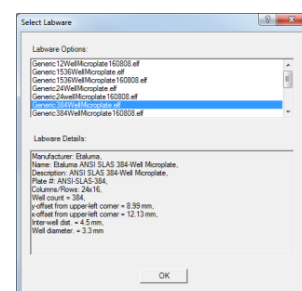 Select Labware
Labware Options:
Generic12WellMicroplate160808.elf
Generic1536WellMicroplate.elf
Generic1536WellMicroplate160808.elf
Generic24WellMicroplate.elf
Generic24wellMicroplate160808.elf
Generic384WellMicroplate.elf
Generic384WellMicroplate160808.elf
Labware Details:
Manufacturer: Etaluma,
Name: Etaluma ANSI SLAS 384-Well Microplate,
Description: ANSI SLAS 384-Well Microplate,
Plate #: ANSI-SLAS-384,
Columns/Rows: 24x16,
Well count = 384,
y-offset from upper-left corner = 8.99 mm,
x-offset from upper-left corner = 12.13 mm,
Inter-well dist. = 4.5 mm,
Well diameter. = 3.3 mm
OK